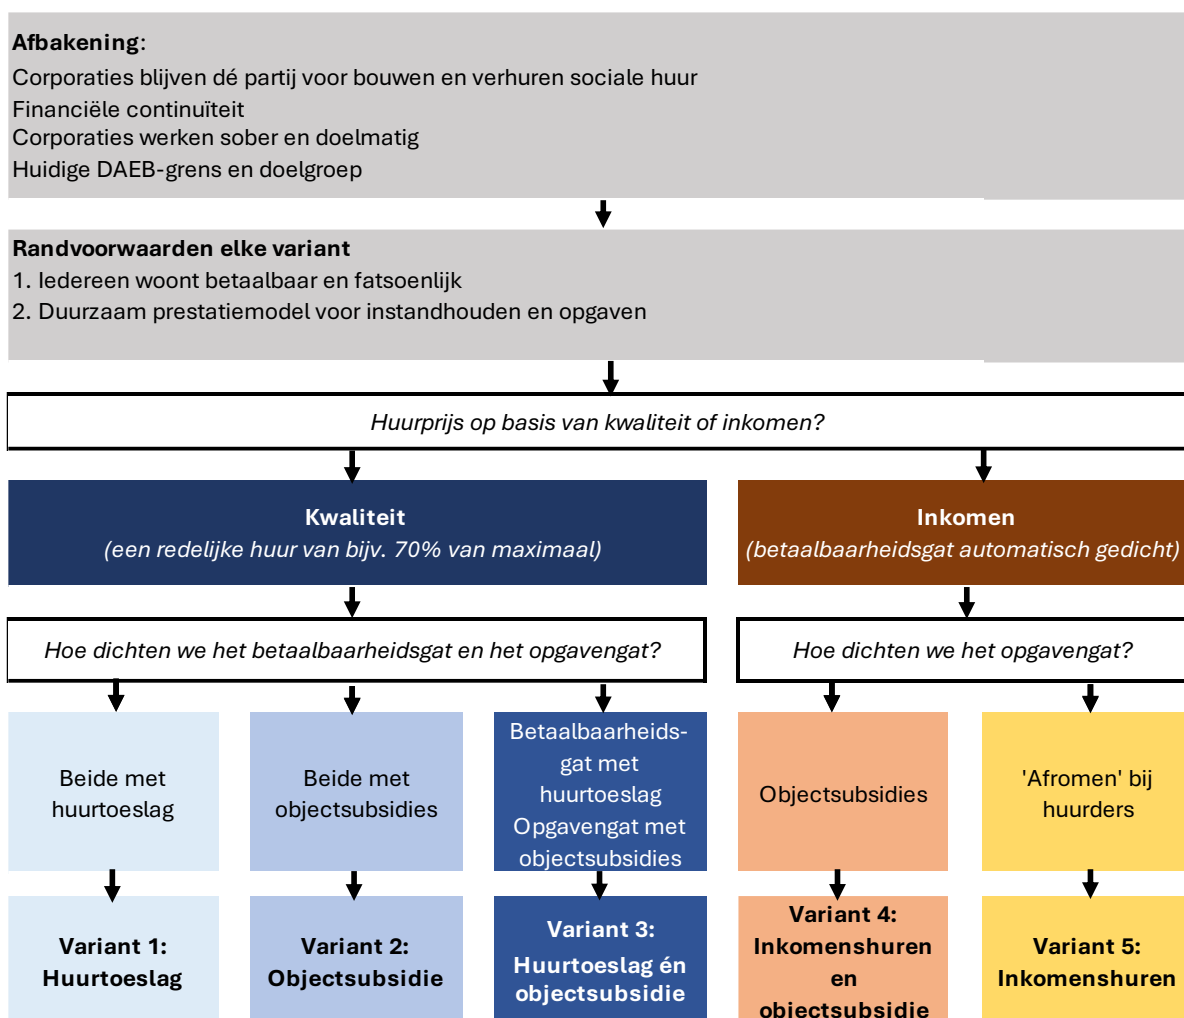 Afbakening:
Corporaties blijven dé partij voor bouwen en verhuren sociale huur
Financiële continuïteit
Corporaties werken sober en doelmatig
Huidige DAEB-grens en doelgroep
Randvoorwaarden elke variant
1. Iedereen woont betaalbaar en fatsoenlijk
2. Duurzaam prestatiemodel voor instandhouden en opgaven
Huurprijs op basis van kwaliteit of inkomen?
Kwaliteit
(een redelijke huur van bijv. 70% van maximaal)
Inkomen
(betaalbaarheidsgat automatisch gedicht)
Hoe dichten we het betaalbaarheidsgat en het opgavengat?
Hoe dichten we het opgavengat?
Beide met
huurtoeslag
Beide met
objectsubsidies
Betaalbaarheids-
gat met
huurtoeslag
Opgavengat met
objectsubsidies
Objectsubsidies
'Afromen' bij
huurders
Variant 1:
Huurtoeslag
Variant 2:
Objectsubsidie
Variant 3:
Huurtoeslag én
objectsubsidie
Variant 4:
Inkomenshuren
en
objectsubsidie
Variant 5:
Inkomenshuren